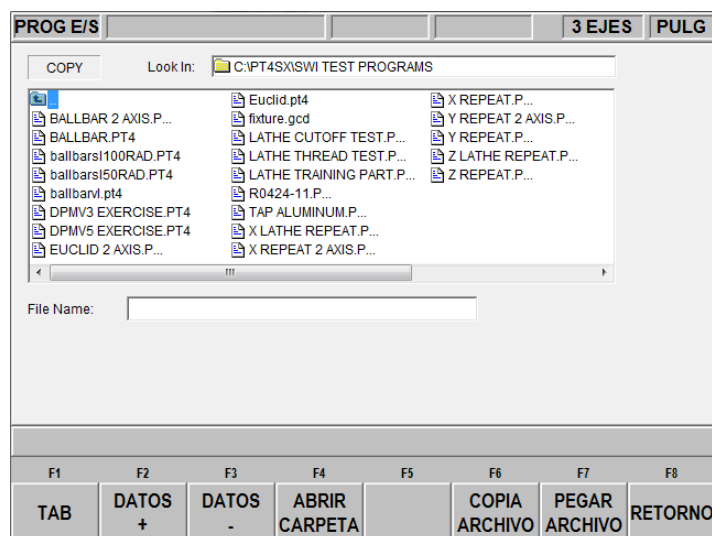 PROG E/S 3 EJES PULG
COPY Look In: C:\PT4SX\SWI TEST PROGRAMS
..
BALLBAR 2 AXIS.P...
BALLBAR.PT4
ballbarsl100RAD.PT4
ballbarsl50RAD.PT4
ballbarvl.pt4
DPMV3 EXERCISE.PT4
DPMV5 EXERCISE.PT4
EUCLID 2 AXIS.P...
Euclid.pt4
fixture.gcd
LATHE CUTOFF TEST.P...
LATHE THREAD TEST.P...
LATHE TRAINING PART.P...
R0424-11.P...
TAP ALUMINUM.P...
X LATHE REPEAT.P...
X REPEAT 2 AXIS.P...
X REPEAT.P...
Y REPEAT 2 AXIS.P...
Y REPEAT.P...
Z LATHE REPEAT.P...
Z REPEAT.P...
File Name:
F1 F2 F3 F4 F5 F6 F7 F8
TAB
DATOS
+
DATOS
-
ABRIR
CARPETA
COPIA
ARCHIVO
PEGAR
ARCHIVO
RETORNO